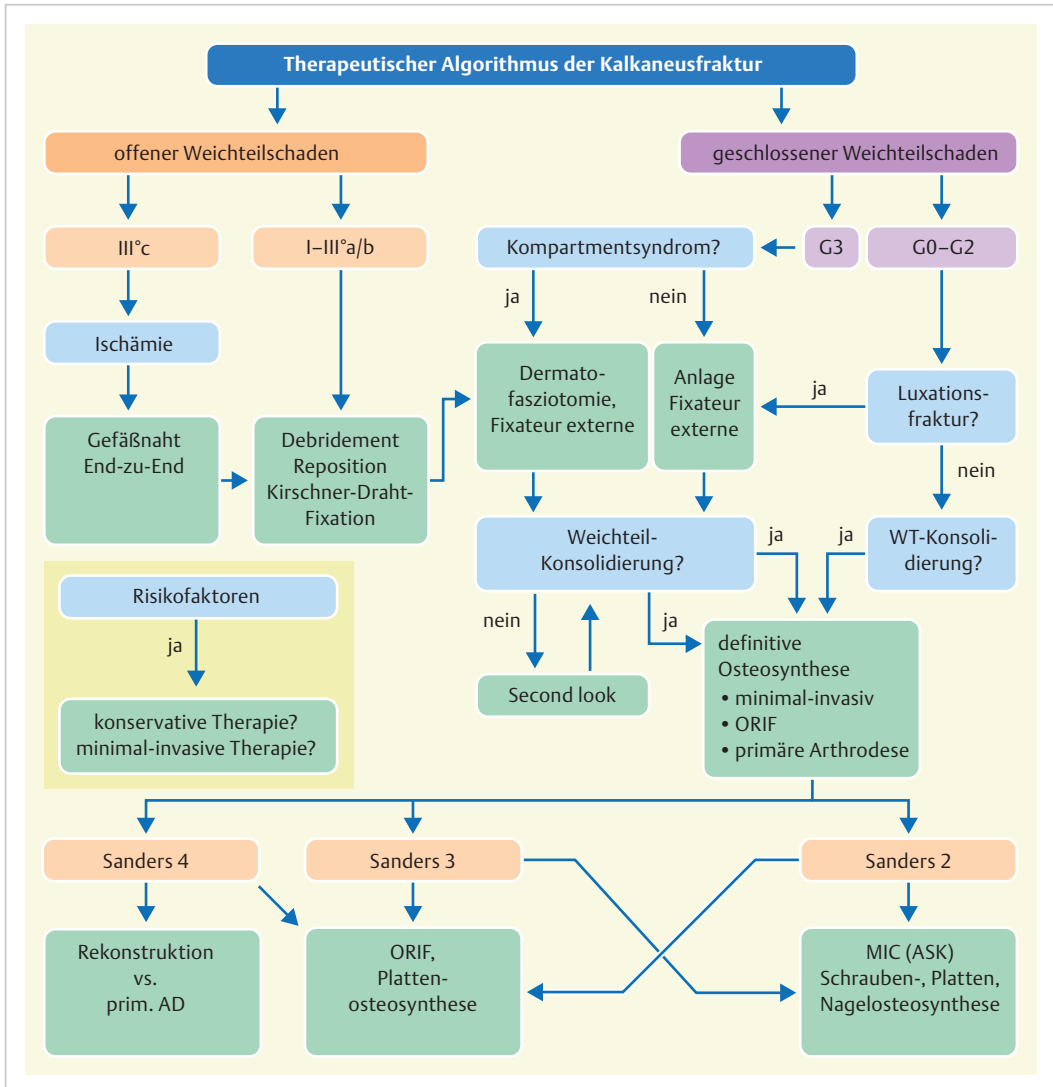 Therapeutischer Algorithmus der Kalkaneusfraktur
offener Weichteilschaden
geschlossener Weichteilschaden
III°c
I–III°a/b
Kompartmentsyndrom?
G3
G0–G2
ja
nein
Ischämie
Dermato-
fasziotomie,
Fixateur externe
Anlage
Fixateur
externe
ja
Luxations-
fraktur?
Gefäßnaht
End-zu-End
Debridement
Reposition
Kirschner-Draht-
Fixation
nein
Weichteil-
Konsolidierung?
ja
ja
WT-Konsoli-
dierung?
Risikofaktoren
ja
nein
ja
konservative Therapie?
minimal-invasive Therapie?
Second look
definitive
Osteosynthese
• minimal-invasiv
• ORIF
• primäre Arthrodese
Sanders 4
Sanders 3
Sanders 2
Rekonstruktion
vs.
prim. AD
ORIF,
Platten-
osteosynthese
MIC (ASK)
Schrauben-, Platten,
Nagelosteosynthese